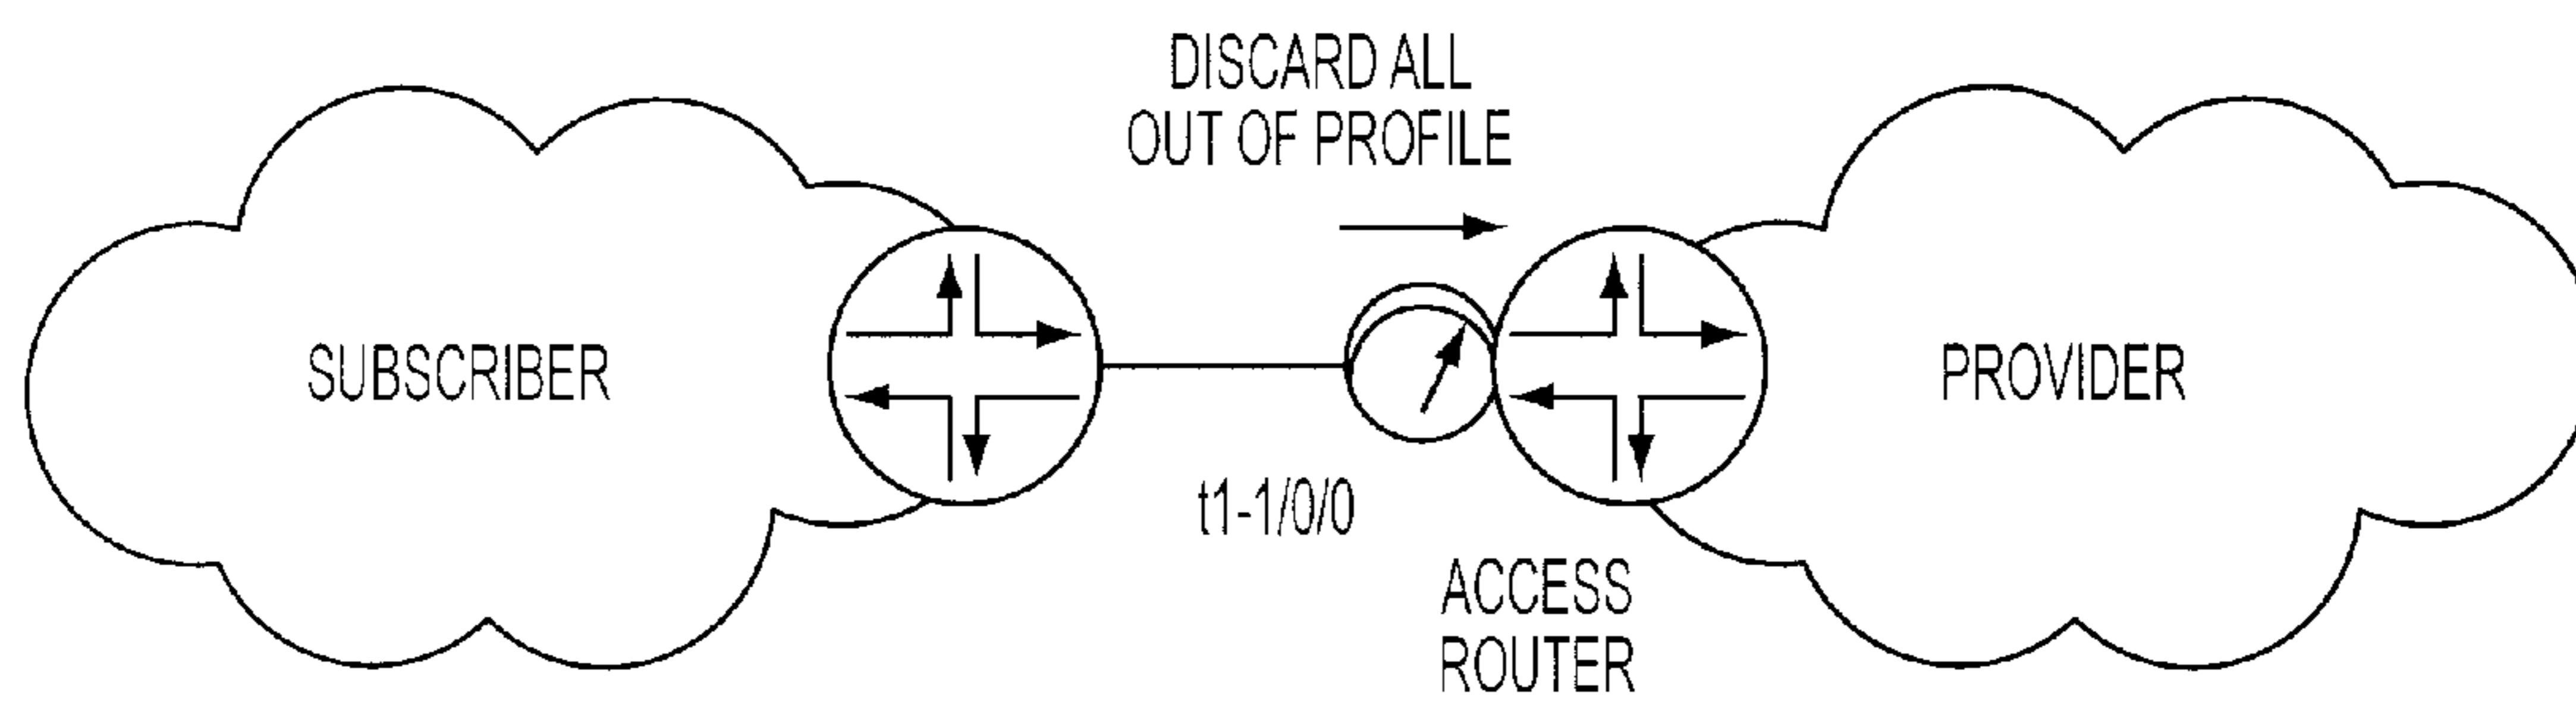 DISCARD ALL
OUT OF PROFILE
SUBSCRIBER
PROVIDER
t1-1/0/0
ACCESS
ROUTER